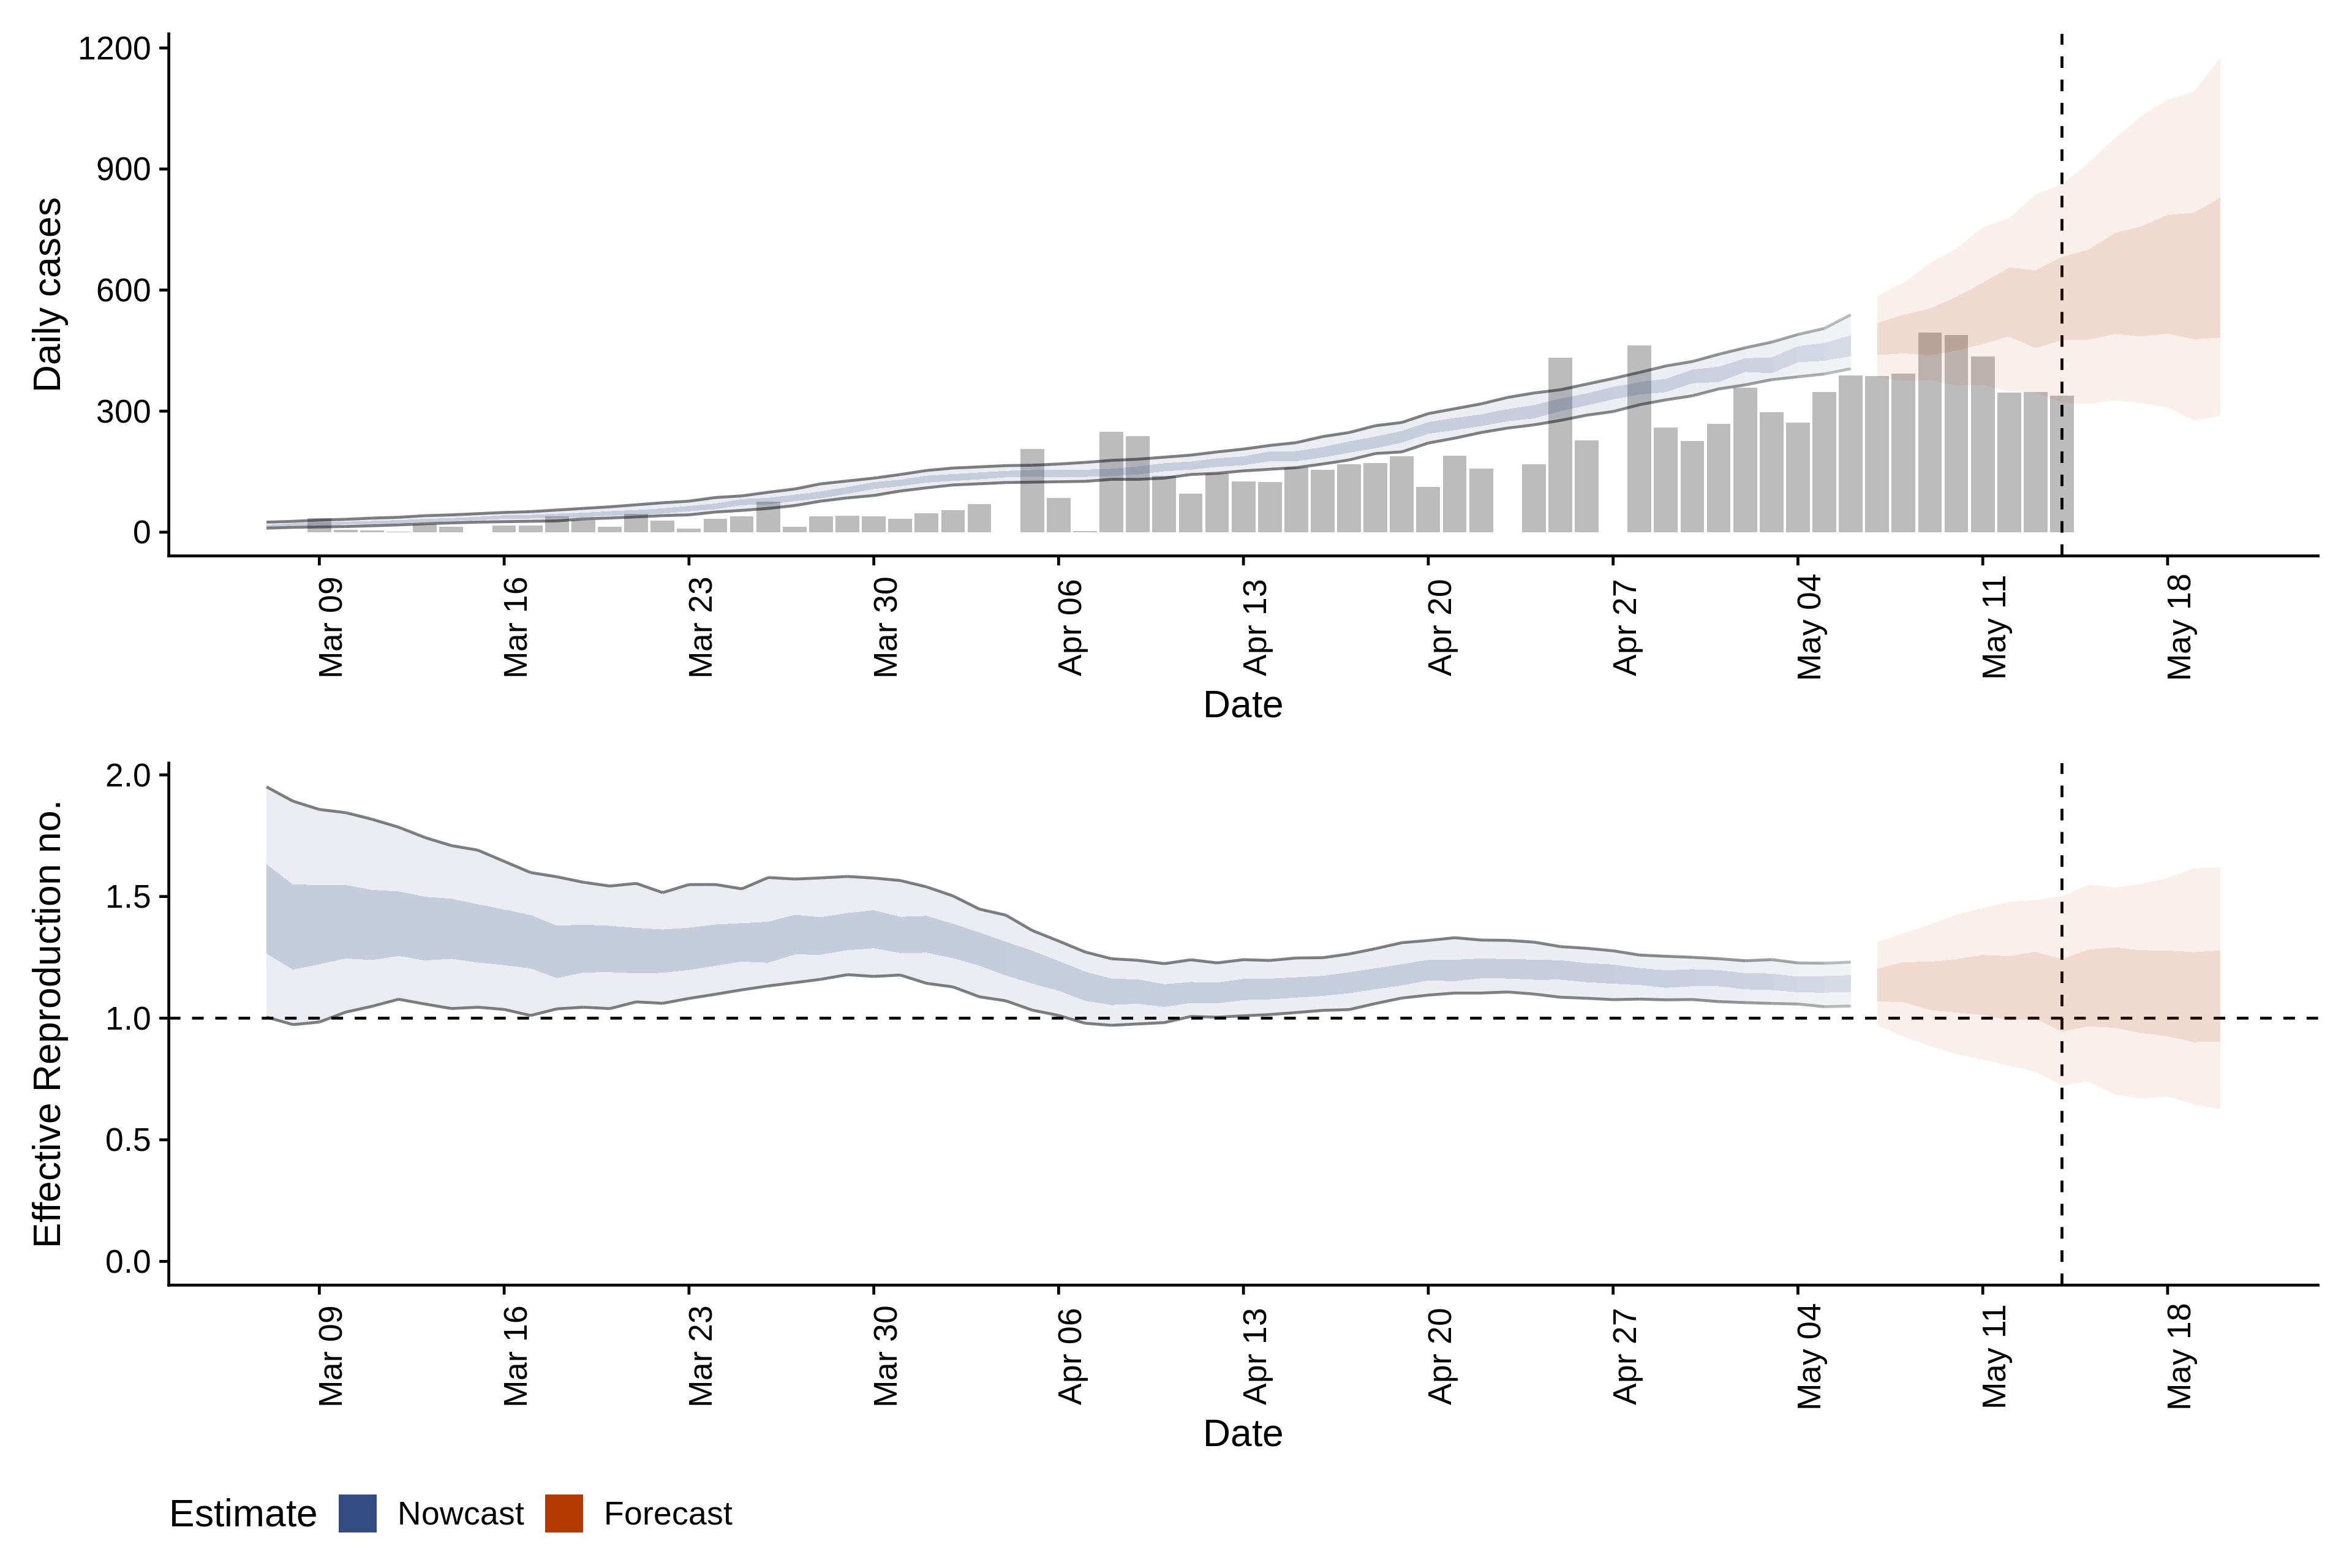 1200
900
600
300
0
Daily cases
Mar 09 Mar 16 Mar 23 Mar 30 Apr 06 Apr 13 Apr 20 Apr 27 May 04 May 11 May 18
Date
2.0
1.5
1.0
0.5
0.0
Effective Reproduction no.
Mar 09 Mar 16 Mar 23 Mar 30 Apr 06 Apr 13 Apr 20 Apr 27 May 04 May 11 May 18
Date
Estimate Nowcast Forecast